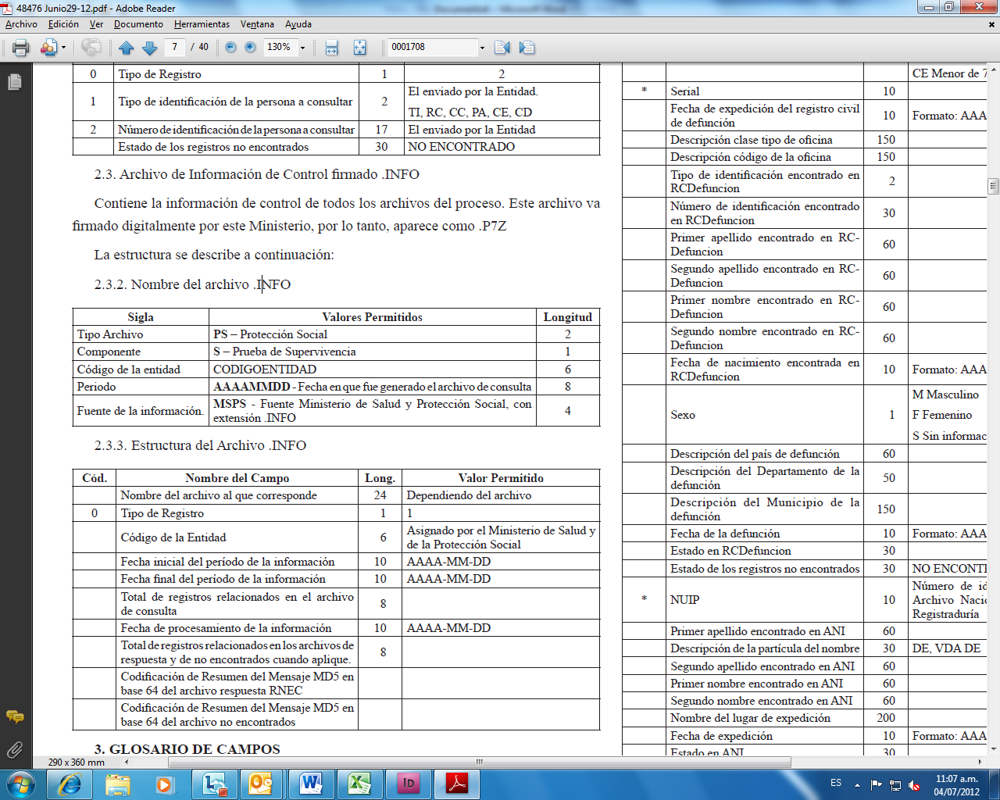 48476 Junio29-12.pdf - Adobe Reader
Archivo Edición Ver Documento Herramientas Ventana Ayuda
7 / 40 130% 0001708
0 Tipo de Registro 1 2
1 Tipo de identificación de la persona a consultar 2 El enviado por la Entidad.
TI, RC, CC, PA, CE, CD
2 Número de identificación de la persona a consultar 17 El enviado por la Entidad
Estado de los registros no encontrados 30 NO ENCONTRADO
2.3. Archivo de Información de Control firmado .INFO
Contiene la información de control de todos los archivos del proceso. Este archivo va
firmado digitalmente por este Ministerio, por lo tanto, aparece como .P7Z
La estructura se describe a continuación:
2.3.2. Nombre del archivo .INFO
Sigla Valores Permitidos Longitud
Tipo Archivo PS – Protección Social 2
Componente S – Prueba de Supervivencia 1
Código de la entidad CODIGOENTIDAD 6
Periodo AAAAMMDD - Fecha en que fue generado el archivo de consulta 8
Fuente de la información. MSPS - Fuente Ministerio de Salud y Protección Social, con
extensión .INFO 4
2.3.3. Estructura del Archivo .INFO
Cód. Nombre del Campo Long. Valor Permitido
Nombre del archivo al que corresponde 24 Dependiendo del archivo
0 Tipo de Registro 1 1
Código de la Entidad 6 Asignado por el Ministerio de Salud y
de la Protección Social
Fecha inicial del período de la información 10 AAAA-MM-DD
Fecha final del período de la información 10 AAAA-MM-DD
Total de registros relacionados en el archivo
de consulta 8
Fecha de procesamiento de la información 10 AAAA-MM-DD
Total de registros relacionados en los archivos de
respuesta y de no encontrados cuando aplique. 8
Codificación de Resumen del Mensaje MD5 en
base 64 del archivo respuesta RNEC
Codificación de Resumen del Mensaje MD5 en
base 64 del archivo no encontrados
3. GLOSARIO DE CAMPOS
CE Menor de 7
* Serial 10
Fecha de expedición del registro civil
de defunción 10 Formato: AAA
Descripción clase tipo de oficina 150
Descripción código de la oficina 150
Tipo de identificación encontrado en
RCDefuncion 2
Número de identificación encontrado
en RCDefuncion 30
Primer apellido encontrado en RC-
Defuncion 60
Segundo apellido encontrado en RC-
Defuncion 60
Primer nombre encontrado en RC-
Defuncion 60
Segundo nombre encontrado en RC-
Defuncion 60
Fecha de nacimiento encontrada en
RCDefuncion 10 Formato: AAA
Sexo 1 M Masculino
F Femenino
S Sin informac
Descripción del país de defunción 60
Descripción del Departamento de la
defunción 50
Descripción del Municipio de la
defunción 150
Fecha de la defunción 10 Formato: AAA
Estado en RCDefuncion 30
Estado de los registros no encontrados 30 NO ENCONTR
* NUIP 10 Número de id
Archivo Nacio
Registraduría
Primer apellido encontrado en ANI 60
Descripción de la partícula del nombre 30 DE, VDA DE
Segundo apellido encontrado en ANI 60
Primer nombre encontrado en ANI 60
Segundo nombre encontrado en ANI 60
Nombre del lugar de expedición 200
Fecha de expedición 10 Formato: AAA
Estado en ANI 30
290 x 360 mm
ES 11:07 a.m.
04/07/2012